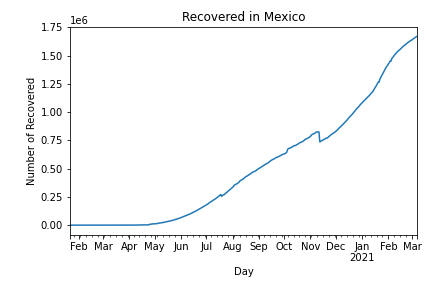 Recovered in Mexico
1e6
1.75
1.50
1.25
1.00
0.75
0.50
0.25
0.00
Number of Recovered
Feb Mar Apr May Jun Jul Aug Sep Oct Nov Dec Jan Feb Mar
2021
Day